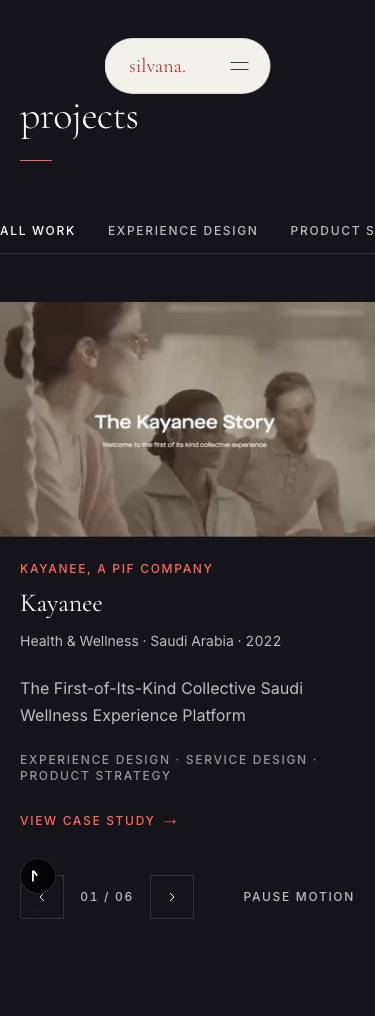 silvana.
projects
ALL WORK EXPERIENCE DESIGN PRODUCT S
The Kayanee Story
Welcome to the first of its kind collective experience
KAYANEE, A PIF COMPANY
Kayanee
Health & Wellness · Saudi Arabia · 2022
The First-of-Its-Kind Collective Saudi
Wellness Experience Platform
EXPERIENCE DESIGN · SERVICE DESIGN ·
PRODUCT STRATEGY
VIEW CASE STUDY →
01 / 06 PAUSE MOTION